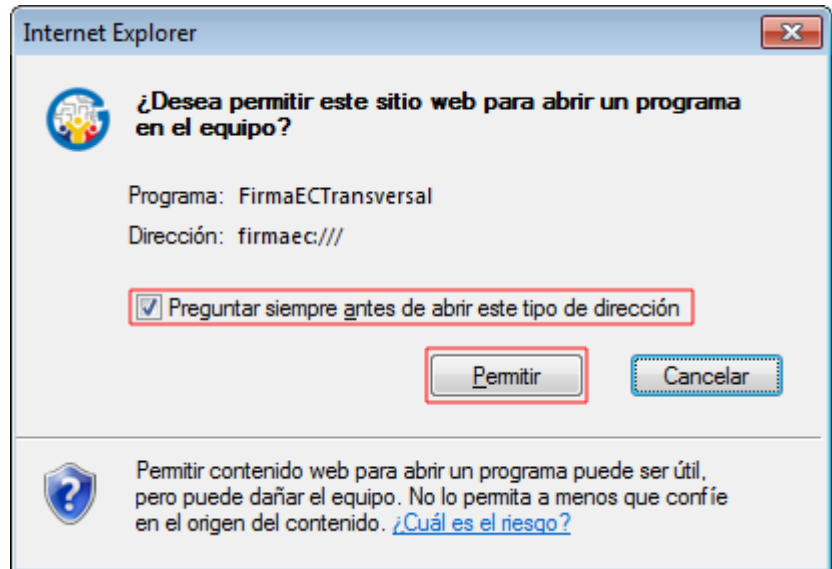 Internet Explorer
¿Desea permitir este sitio web para abrir un programa
en el equipo?
Programa: FirmaECTransversal
Dirección: firmaec:///
Preguntar siempre antes de abrir este tipo de dirección
Permitir Cancelar
Permitir contenido web para abrir un programa puede ser útil,
pero puede dañar el equipo. No lo permita a menos que confíe
en el origen del contenido. ¿Cuál es el riesgo?